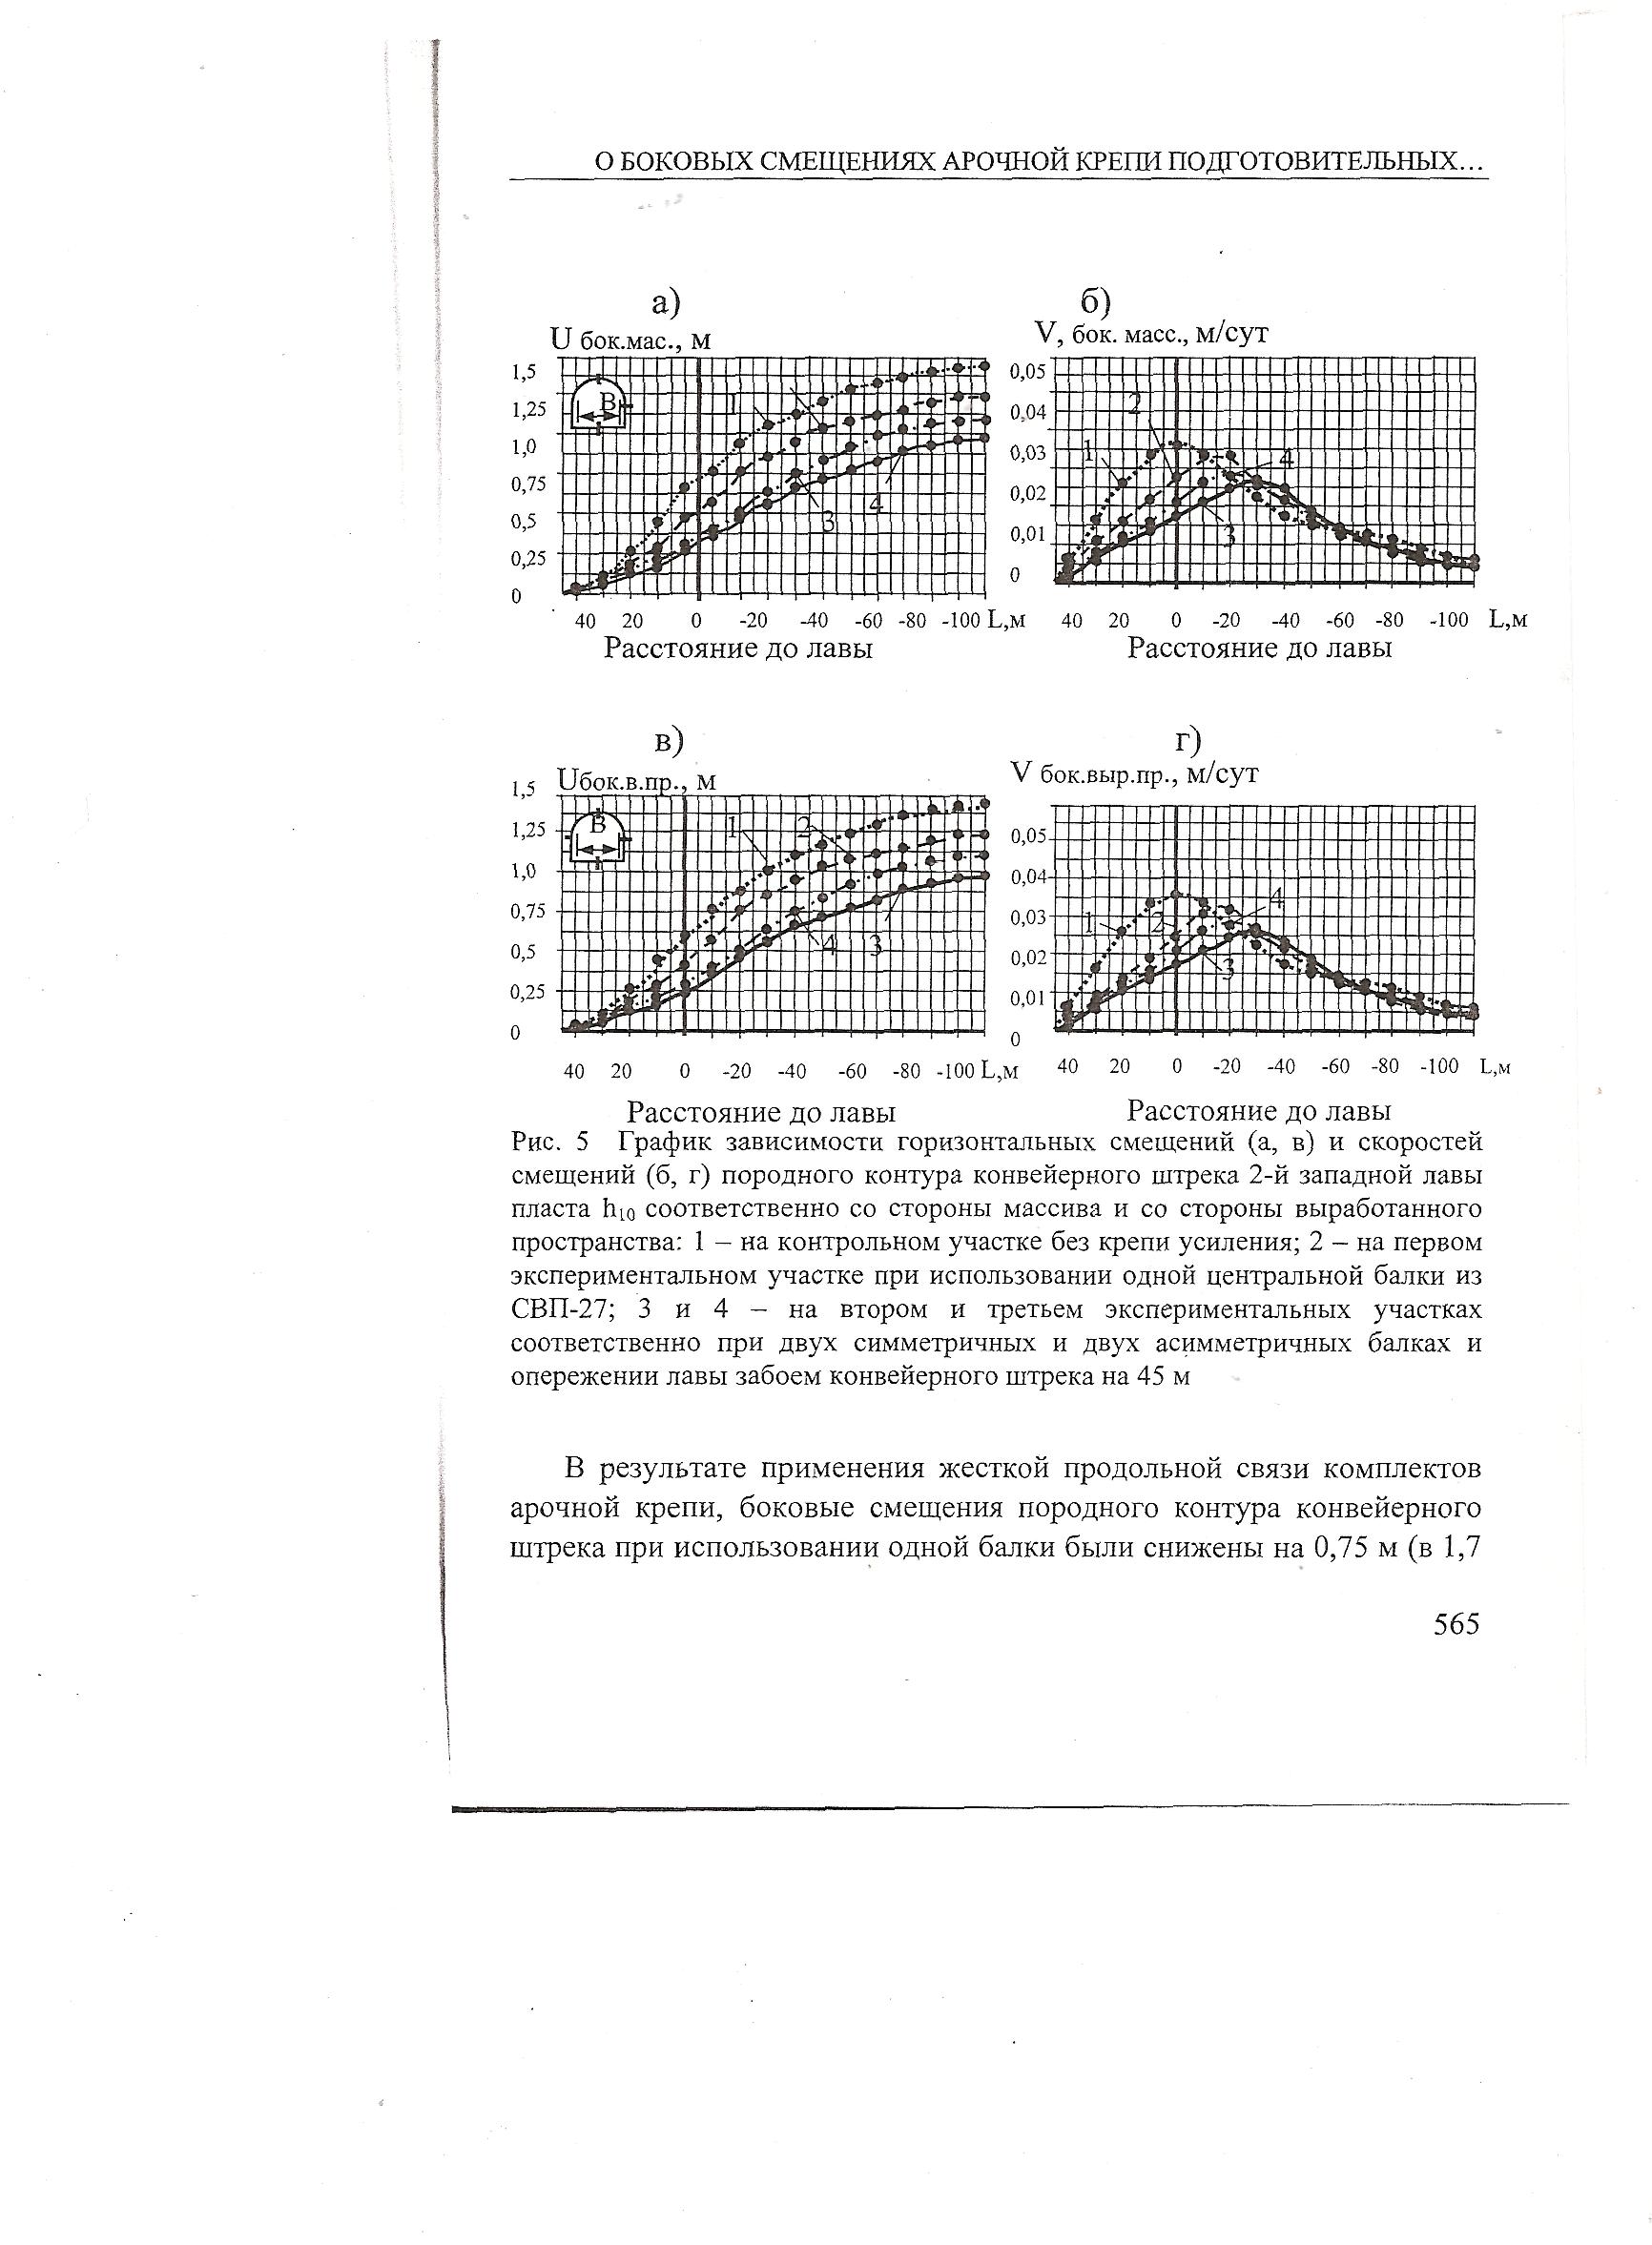 О БОКОВЫХ СМЕЩЕНИЯХ АРОЧНОЙ КРЕПИ ПОДГОТОВИТЕЛЬНЫХ...
а)
U бок.мас., м
1,5
1,25
1,0
0,75
0,5
0,25
0
В
1
3
4
40 20 0 -20 -40 -60 -80 -100 L,м
Расстояние до лавы
б)
V, бок. масс., м/сут
0,05
0,04
0,03
0,02
0,01
0
2
1
4
3
40 20 0 -20 -40 -60 -80 -100 L,м
Расстояние до лавы
в)
Uбок.в.пр., м
1,5
1,25
1,0
0,75
0,5
0,25
0
В
1
2
4
3
40 20 0 -20 -40 -60 -80 -100 L,м
Расстояние до лавы
г)
V бок.выр.пр., м/сут
0,05
0,04
0,03
0,02
0,01
0
1
2
4
3
40 20 0 -20 -40 -60 -80 -100 L,м
Расстояние до лавы
Рис. 5 График зависимости горизонтальных смещений (а, в) и скоростей
смещений (б, г) породного контура конвейерного штрека 2-й западной лавы
пласта h10 соответственно со стороны массива и со стороны выработанного
пространства: 1 – на контрольном участке без крепи усиления; 2 – на первом
экспериментальном участке при использовании одной центральной балки из
СВП-27; 3 и 4 – на втором и третьем экспериментальных участках
соответственно при двух симметричных и двух асимметричных балках и
опережении лавы забоем конвейерного штрека на 45 м
В результате применения жесткой продольной связи комплектов
арочной крепи, боковые смещения породного контура конвейерного
штрека при использовании одной балки были снижены на 0,75 м (в 1,7
565